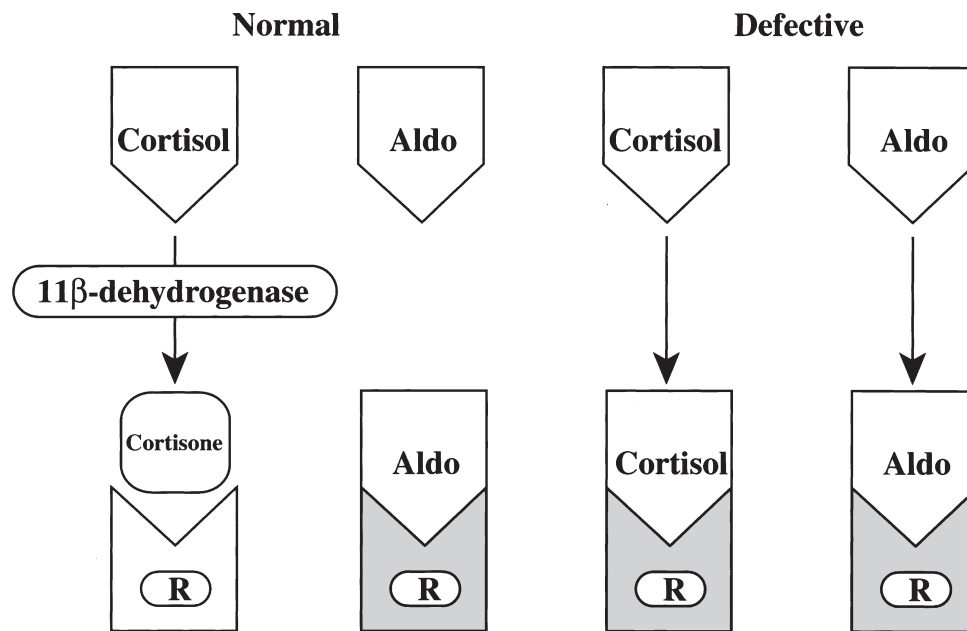 Normal
Defective
Cortisol
Aldo
Cortisol
Aldo
11β-dehydrogenase
Cortisone
Aldo
Cortisol
Aldo
R
R
R
R